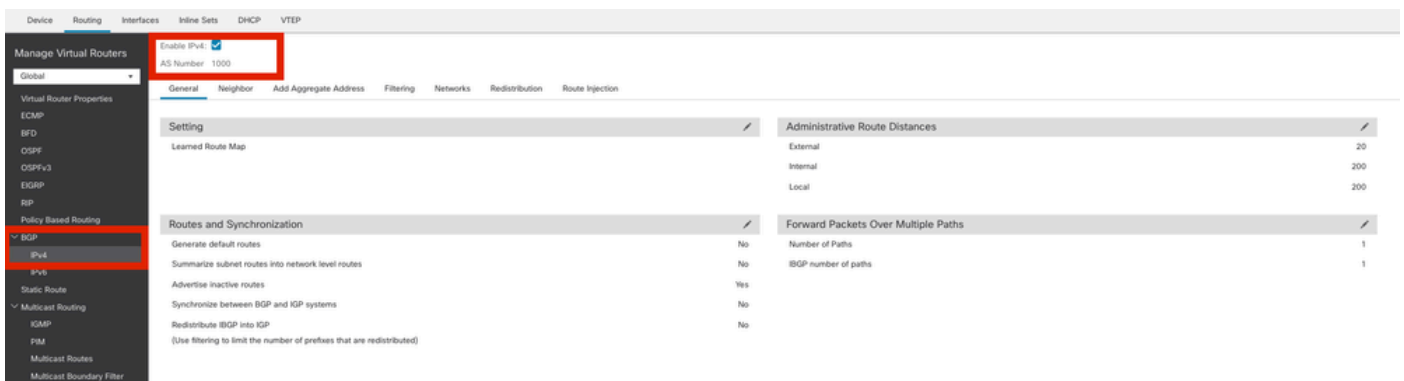 Device Routing Interfaces Inline Sets DHCP VTEP
Manage Virtual Routers
Global
Virtual Router Properties
ECMP
BFD
OSPF
OSPFv3
EIGRP
RIP
Policy Based Routing
BGP
IPv4
IPv6
Static Route
Multicast Routing
IGMP
PIM
Multicast Routes
Multicast Boundary Filter
Enable IPv4:
AS Number 1000
General Neighbor Add Aggregate Address Filtering Networks Redistribution Route Injection
Setting
Learned Route Map
Administrative Route Distances
External 20
Internal 200
Local 200
Routes and Synchronization
Generate default routes No
Summarize subnet routes into network level routes No
Advertise inactive routes Yes
Synchronize between BGP and IGP systems No
Redistribute IBGP into IGP No
(Use filtering to limit the number of prefixes that are redistributed)
Forward Packets Over Multiple Paths
Number of Paths 1
IBGP number of paths 1